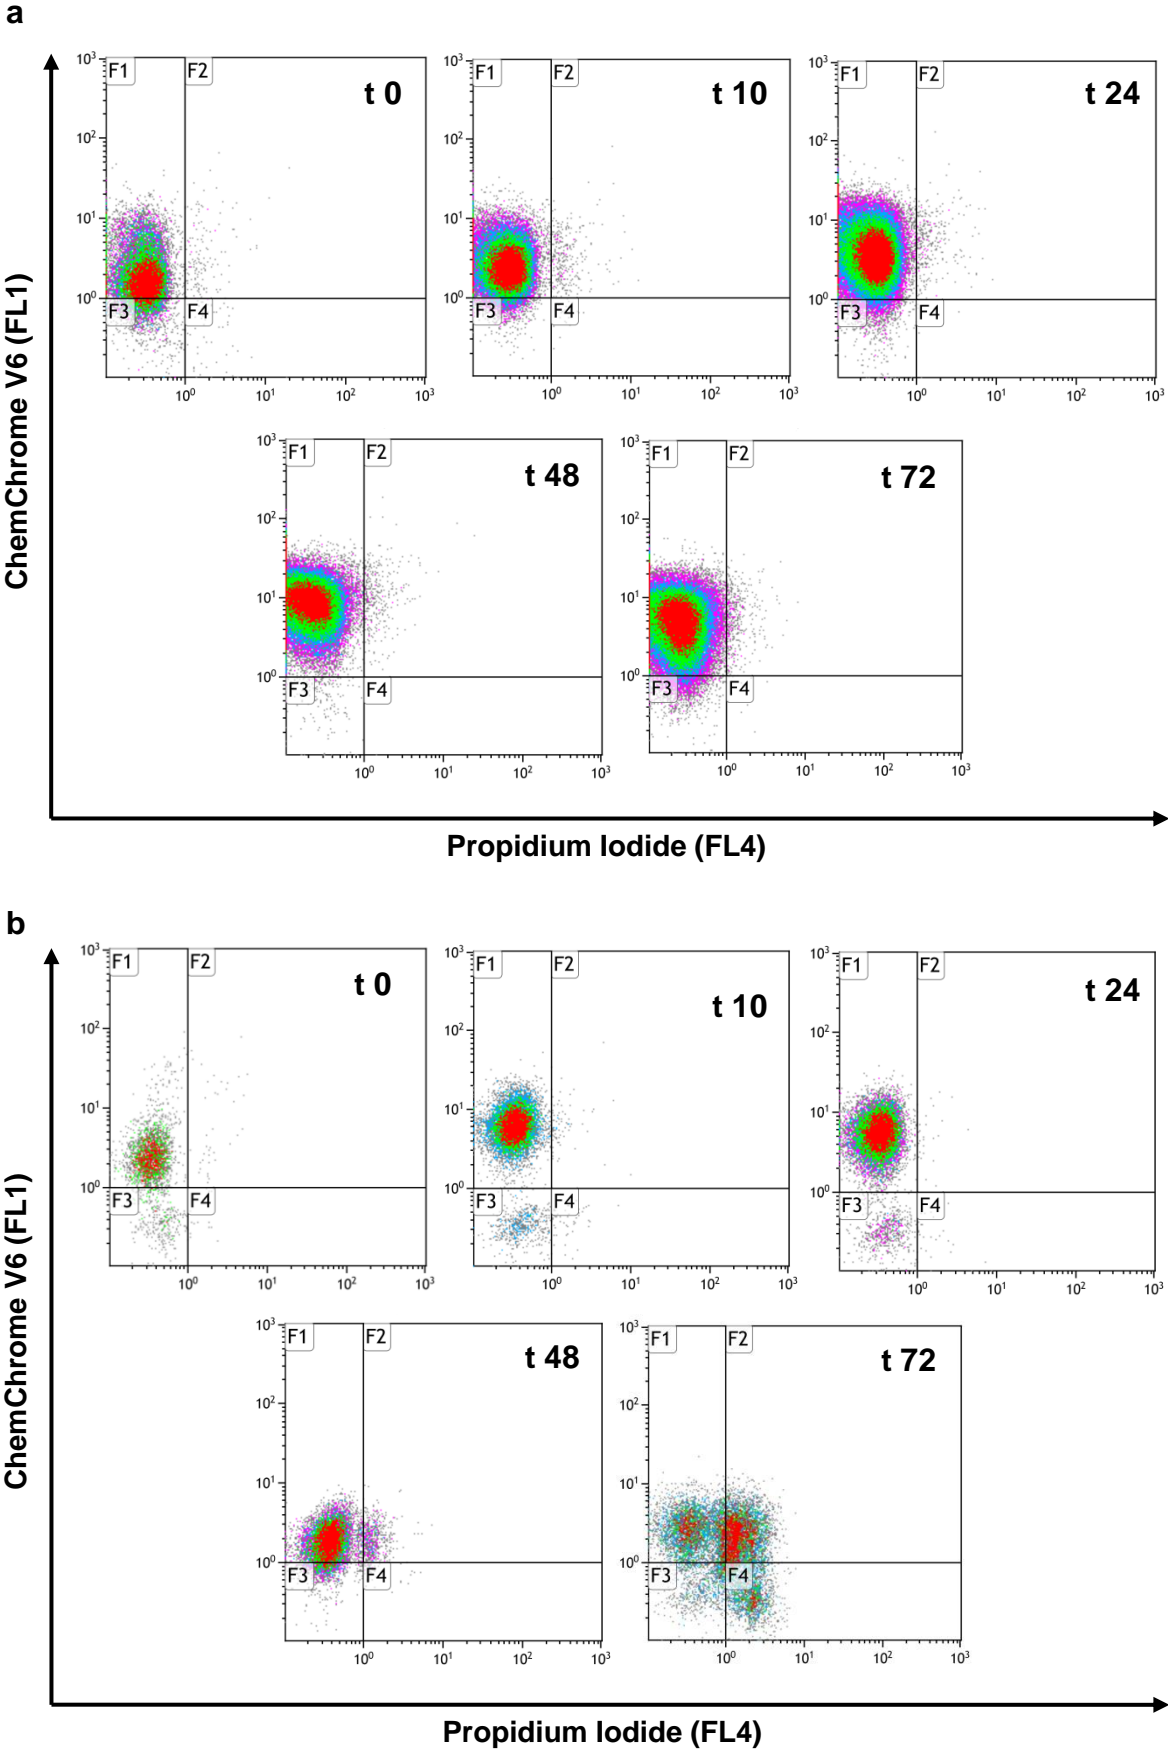 a
ChemChrome V6 (FL1)
F1 F2 t 0
F3 F4
10³
10²
10¹
10⁰
10⁰ 10¹ 10² 10³
F1 F2 t 10
F3 F4
10³
10²
10¹
10⁰
10⁰ 10¹ 10² 10³
F1 F2 t 24
F3 F4
10³
10²
10¹
10⁰
10⁰ 10¹ 10² 10³
F1 F2 t 48
F3 F4
10³
10²
10¹
10⁰
10⁰ 10¹ 10² 10³
F1 F2 t 72
F3 F4
10³
10²
10¹
10⁰
10⁰ 10¹ 10² 10³
Propidium Iodide (FL4)
b
ChemChrome V6 (FL1)
F1 F2 t 0
F3 F4
10³
10²
10¹
10⁰
10⁰ 10¹ 10² 10³
F1 F2 t 10
F3 F4
10³
10²
10¹
10⁰
10⁰ 10¹ 10² 10³
F1 F2 t 24
F3 F4
10³
10²
10¹
10⁰
10⁰ 10¹ 10² 10³
F1 F2 t 48
F3 F4
10³
10²
10¹
10⁰
10⁰ 10¹ 10² 10³
F1 F2 t 72
F3 F4
10³
10²
10¹
10⁰
10⁰ 10¹ 10² 10³
Propidium Iodide (FL4)